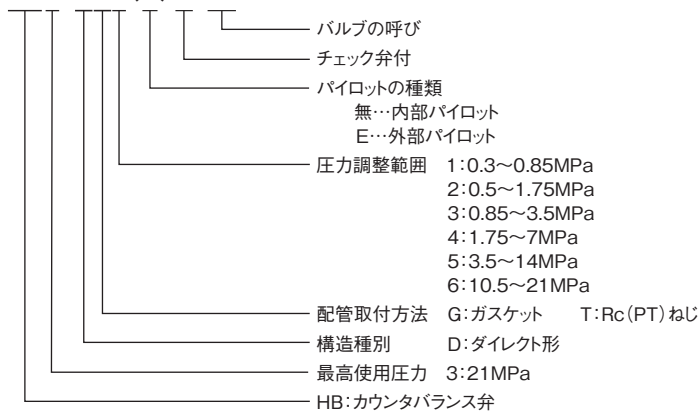 バルブの呼び
チェック弁付
パイロットの種類
無…内部パイロット
E…外部パイロット
圧力調整範囲 1:0.3～0.85MPa
2:0.5～1.75MPa
3:0.85～3.5MPa
4:1.75～7MPa
5:3.5～14MPa
6:10.5～21MPa
配管取付方法 G:ガスケット T:Rc(PT)ねじ
構造種別 D:ダイレクト形
最高使用圧力 3:21MPa
HB:カウンタバランス弁